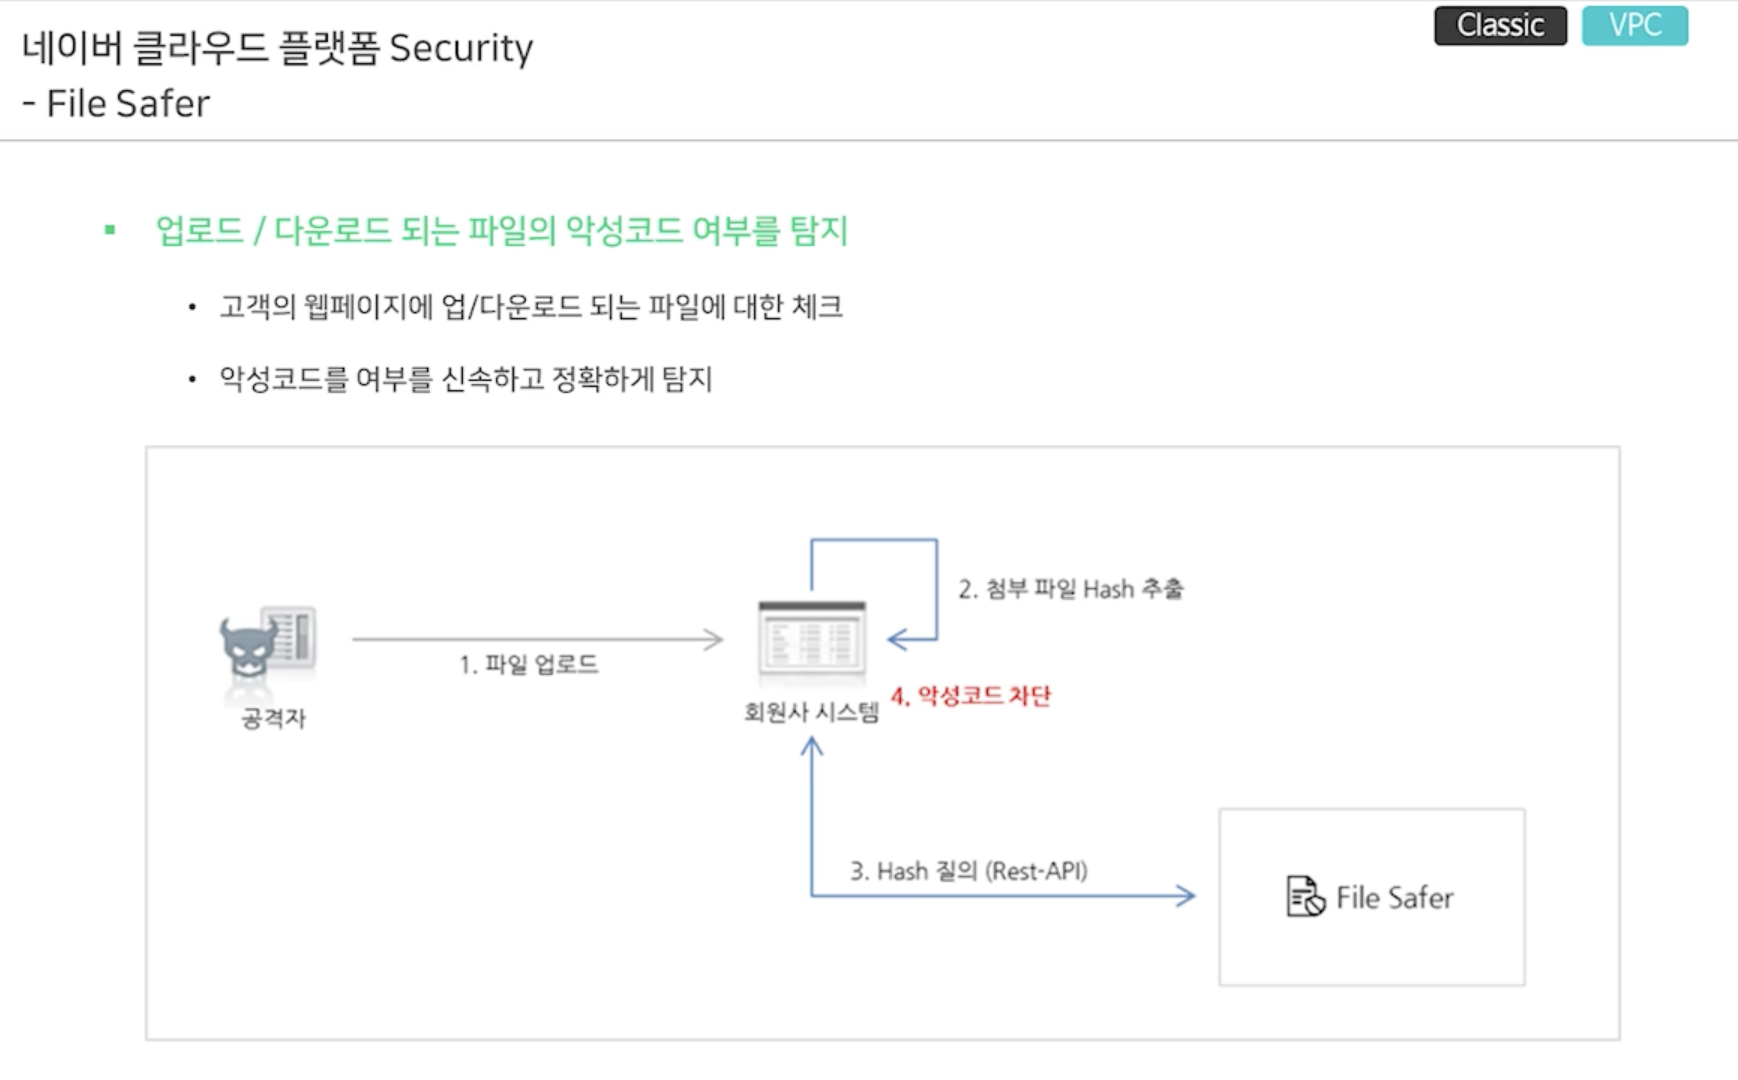 네이버 클라우드 플랫폼 Security
- File Safer
Classic
VPC
▪ 업로드 / 다운로드 되는 파일의 악성코드 여부를 탐지
• 고객의 웹페이지에 업/다운로드 되는 파일에 대한 체크
• 악성코드를 여부를 신속하고 정확하게 탐지
2. 첨부 파일 Hash 추출
1. 파일 업로드
4. 악성코드 차단
공격자
회원사 시스템
3. Hash 질의 (Rest-API)
File Safer